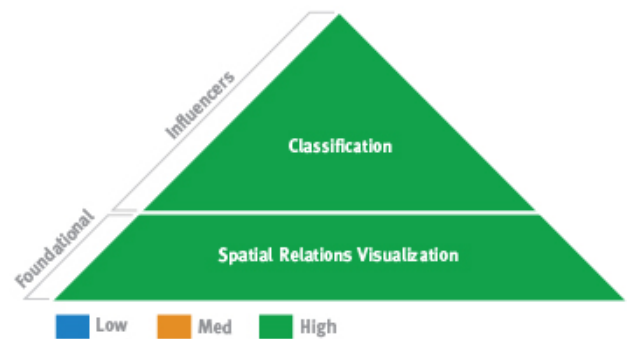 Influencers
Classification
Foundational
Spatial Relations Visualization
Low Med High